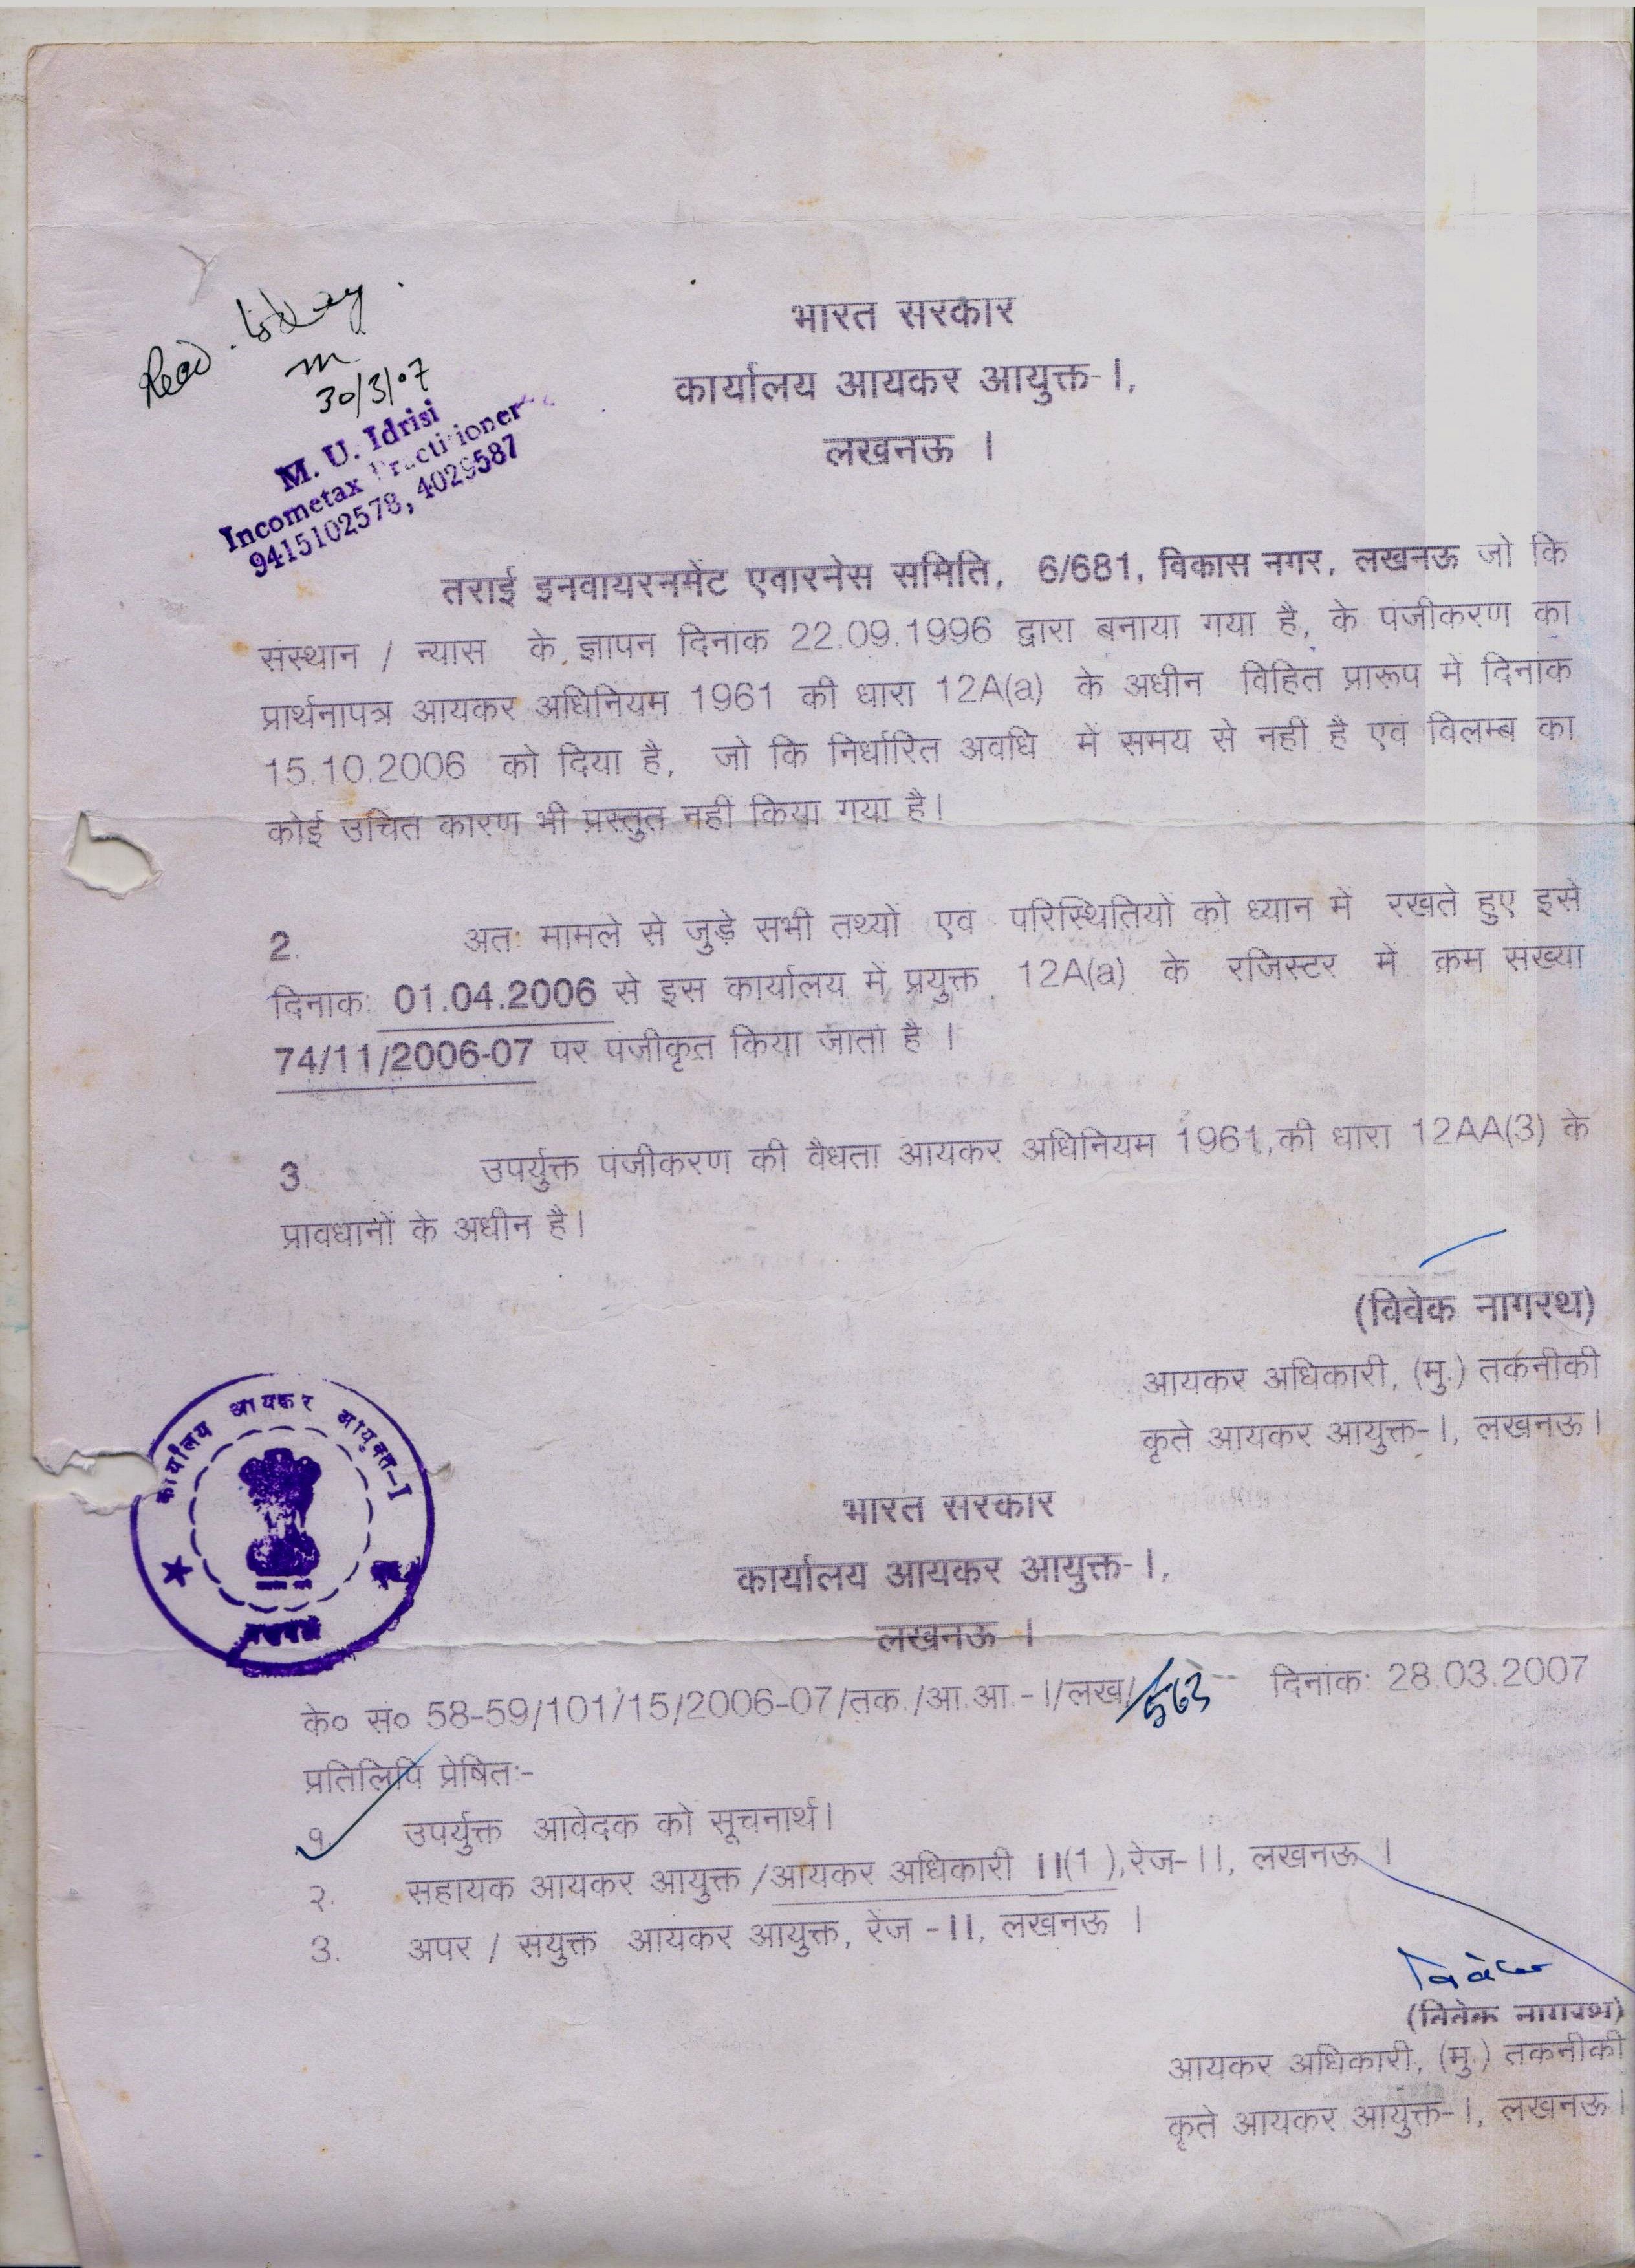 भारत सरकार
कार्यालय आयकर आयुक्त-I,
लखनऊ ।
Recd. today.
30/3/07
M. U. Idrisi
Incometax Practitioner
9415102578, 4029587
तराई इनवायरनमेंट एवारनेस समिति, 6/681, विकास नगर, लखनऊ जो कि
संस्थान / न्यास के ज्ञापन दिनांक 22.09.1996 द्वारा बनाया गया है, के पंजीकरण का
प्रार्थनापत्र आयकर अधिनियम 1961 की धारा 12A(a) के अधीन विहित प्रारूप में दिनांक
15.10.2006 को दिया है, जो कि निर्धारित अवधि में समय से नहीं है एवं विलम्ब का
कोई उचित कारण भी प्रस्तुत नहीं किया गया है।
2. अतः मामले से जुड़े सभी तथ्यों एवं परिस्थितियों को ध्यान में रखते हुए इसे
दिनांकः 01.04.2006 से इस कार्यालय में प्रयुक्त 12A(a) के रजिस्टर में क्रम संख्या
74/11/2006-07 पर पंजीकृत किया जाता है ।
3. उपर्युक्त पंजीकरण की वैधता आयकर अधिनियम 1961,की धारा 12AA(3) के
प्रावधानों के अधीन है।
(विवेक नागरथ)
आयकर अधिकारी, (मु.) तकनीकी
कृते आयकर आयुक्त-I, लखनऊ।
कार्यालय आयकर आयुक्त-I
भारत सरकार
कार्यालय आयकर आयुक्त-I,
लखनऊ ।
के० सं० 58-59/101/15/2006-07/तक./आ.आ.-I/लख/563 दिनांकः 28.03.2007
प्रतिलिपि प्रेषितः-
१. उपर्युक्त आवेदक को सूचनार्थ।
२. सहायक आयकर आयुक्त /आयकर अधिकारी II(1),रेंज-II, लखनऊ ।
3. अपर / संयुक्त आयकर आयुक्त, रेंज -II, लखनऊ ।
विवेक
(विवेक नागरथ)
आयकर अधिकारी, (मु.) तकनीकी
कृते आयकर आयुक्त-I, लखनऊ।